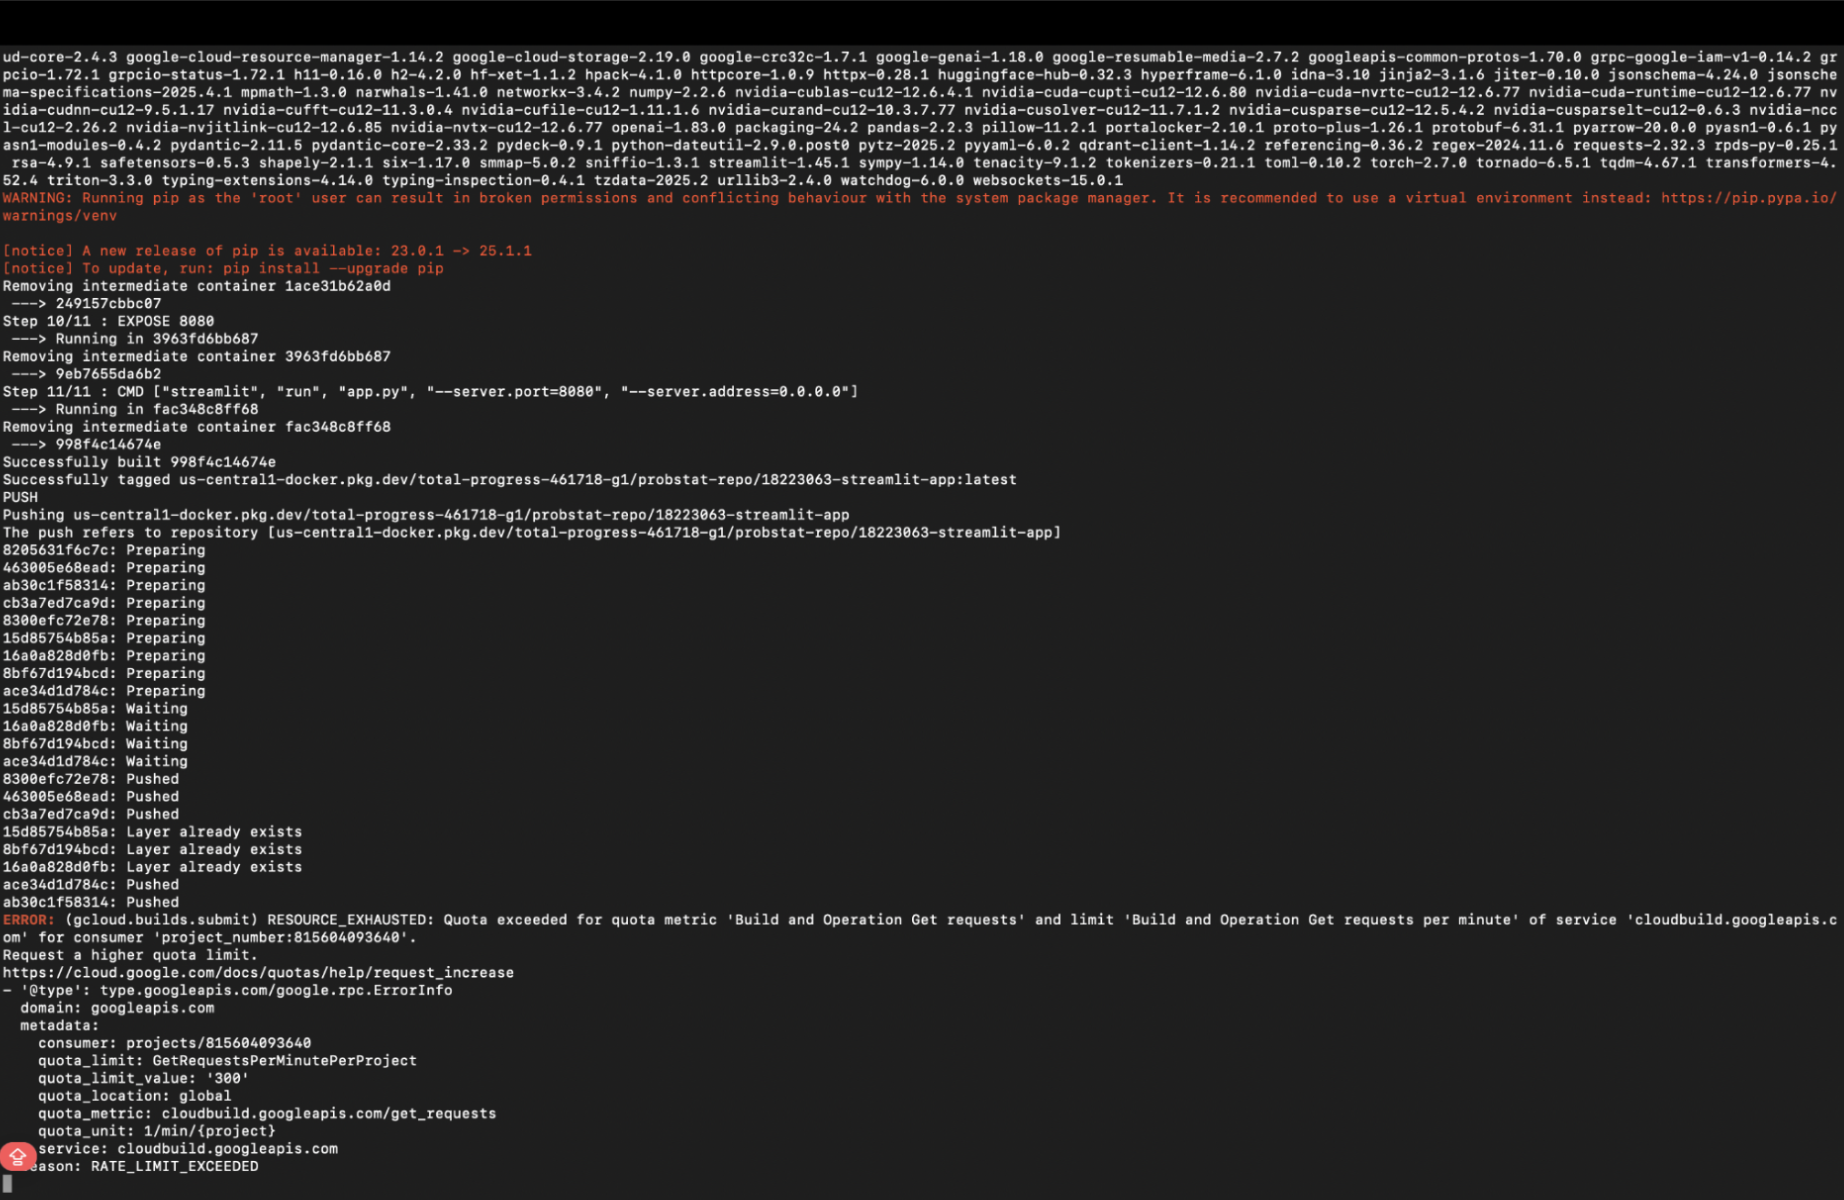 ud-core-2.4.3 google-cloud-resource-manager-1.14.2 google-cloud-storage-2.19.0 google-crc32c-1.7.1 google-genai-1.18.0 google-resumable-media-2.7.2 googleapis-common-protos-1.70.0 grpc-google-iam-v1-0.14.2 gr
pcio-1.72.1 grpcio-status-1.72.1 h11-0.16.0 h2-4.2.0 hf-xet-1.1.2 hpack-4.1.0 httpcore-1.0.9 httpx-0.28.1 huggingface-hub-0.32.3 hyperframe-6.1.0 idna-3.10 jinja2-3.1.6 jiter-0.10.0 jsonschema-4.24.0 jsonsche
ma-specifications-2025.4.1 mpmath-1.3.0 narwhals-1.41.0 networkx-3.4.2 numpy-2.2.6 nvidia-cublas-cu12-12.6.4.1 nvidia-cuda-cupti-cu12-12.6.80 nvidia-cuda-nvrtc-cu12-12.6.77 nvidia-cuda-runtime-cu12-12.6.77 nv
idia-cudnn-cu12-9.5.1.17 nvidia-cufft-cu12-11.3.0.4 nvidia-cufile-cu12-1.11.1.6 nvidia-curand-cu12-10.3.7.77 nvidia-cusolver-cu12-11.7.1.2 nvidia-cusparse-cu12-12.5.4.2 nvidia-cusparselt-cu12-0.6.3 nvidia-ncc
l-cu12-2.26.2 nvidia-nvjitlink-cu12-12.6.85 nvidia-nvtx-cu12-12.6.77 openai-1.83.0 packaging-24.2 pandas-2.2.3 pillow-11.2.1 portalocker-2.10.1 proto-plus-1.26.1 protobuf-6.31.1 pyarrow-20.0.0 pyasn1-0.6.1 py
asn1-modules-0.4.2 pydantic-2.11.5 pydantic-core-2.33.2 pydeck-0.9.1 python-dateutil-2.9.0.post0 pytz-2025.2 pyyaml-6.0.2 qdrant-client-1.14.2 referencing-0.36.2 regex-2024.11.6 requests-2.32.3 rpds-py-0.25.1
rsa-4.9.1 safetensors-0.5.3 shapely-2.1.1 six-1.17.0 smmap-5.0.2 sniffio-1.3.1 streamlit-1.45.1 sympy-1.14.0 tenacity-9.1.2 tokenizers-0.21.1 toml-0.10.2 torch-2.7.0 tornado-6.5.1 tqdm-4.67.1 transformers-4.
52.4 triton-3.3.0 typing-extensions-4.14.0 typing-inspection-0.4.1 tzdata-2025.2 urllib3-2.4.0 watchdog-6.0.0 websockets-15.0.1
WARNING: Running pip as the 'root' user can result in broken permissions and conflicting behaviour with the system package manager. It is recommended to use a virtual environment instead: https://pip.pypa.io/
warnings/venv
[notice] A new release of pip is available: 23.0.1 -> 25.1.1
[notice] To update, run: pip install --upgrade pip
Removing intermediate container 1ace31b62a0d
---> 249157cbbc07
Step 10/11 : EXPOSE 8080
---> Running in 3963fd6bb687
Removing intermediate container 3963fd6bb687
---> 9eb7655da6b2
Step 11/11 : CMD ["streamlit", "run", "app.py", "--server.port=8080", "--server.address=0.0.0.0"]
---> Running in fac348c8ff68
Removing intermediate container fac348c8ff68
---> 998f4c14674e
Successfully built 998f4c14674e
Successfully tagged us-central1-docker.pkg.dev/total-progress-461718-g1/probstat-repo/18223063-streamlit-app:latest
PUSH
Pushing us-central1-docker.pkg.dev/total-progress-461718-g1/probstat-repo/18223063-streamlit-app
The push refers to repository [us-central1-docker.pkg.dev/total-progress-461718-g1/probstat-repo/18223063-streamlit-app]
8205631f6c7c: Preparing
463005e68ead: Preparing
ab30c1f58314: Preparing
cb3a7ed7ca9d: Preparing
8300efc72e78: Preparing
15d85754b85a: Preparing
16a0a828d0fb: Preparing
8bf67d194bcd: Preparing
ace34d1d784c: Preparing
15d85754b85a: Waiting
16a0a828d0fb: Waiting
8bf67d194bcd: Waiting
ace34d1d784c: Waiting
8300efc72e78: Pushed
463005e68ead: Pushed
cb3a7ed7ca9d: Pushed
15d85754b85a: Layer already exists
8bf67d194bcd: Layer already exists
16a0a828d0fb: Layer already exists
ace34d1d784c: Pushed
ab30c1f58314: Pushed
ERROR: (gcloud.builds.submit) RESOURCE_EXHAUSTED: Quota exceeded for quota metric 'Build and Operation Get requests' and limit 'Build and Operation Get requests per minute' of service 'cloudbuild.googleapis.c
om' for consumer 'project_number:815604093640'.
Request a higher quota limit.
https://cloud.google.com/docs/quotas/help/request_increase
- '@type': type.googleapis.com/google.rpc.ErrorInfo
domain: googleapis.com
metadata:
consumer: projects/815604093640
quota_limit: GetRequestsPerMinutePerProject
quota_limit_value: '300'
quota_location: global
quota_metric: cloudbuild.googleapis.com/get_requests
quota_unit: 1/min/{project}
service: cloudbuild.googleapis.com
eason: RATE_LIMIT_EXCEEDED